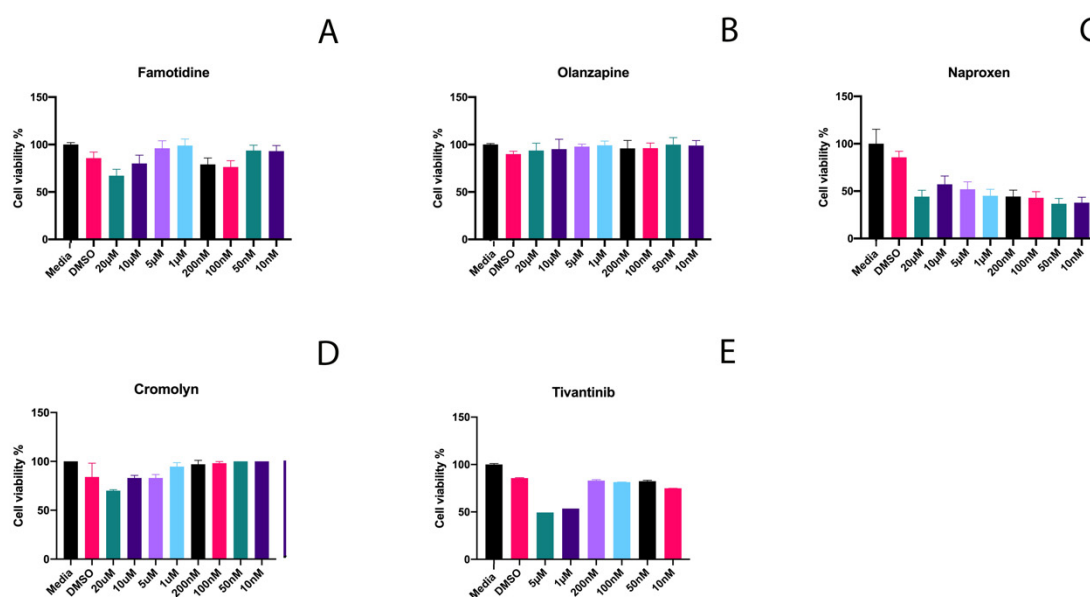 A
Famotidine
Cell viability %
150
100
50
0
Media DMSO 20µM 10µM 5µM 1µM 200nM 100nM 50nM 10nM
B
Olanzapine
Cell viability %
150
100
50
0
Media DMSO 20µM 10µM 5µM 1µM 200nM 100nM 50nM 10nM
Naproxen
Cell viability %
150
100
50
0
Media DMSO 20µM 10µM 5µM 1µM 200nM 100nM 50nM 10nM
D
Cromolyn
Cell viability %
150
100
50
0
Media DMSO 20uM 10uM 5uM 1uM 200nM 100nM 50nM 10nM
E
Tivantinib
Cell viability %
150
100
50
0
Media DMSO 5µM 1µM 200nM 100nM 50nM 10nM